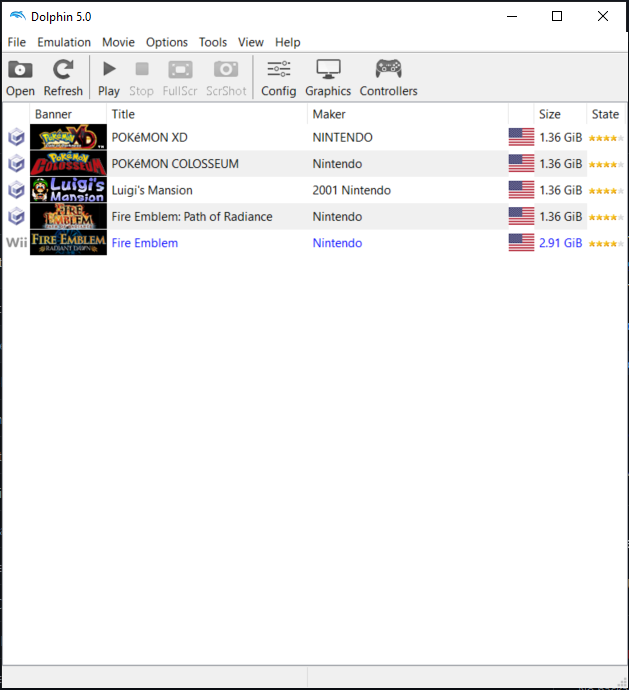 Dolphin 5.0
File Emulation Movie Options Tools View Help
Open Refresh Play Stop FullScr ScrShot Config Graphics Controllers
Banner Title Maker Size State
Pokémon XD POKéMON XD NINTENDO 1.36 GiB
Pokémon COLOSSEUM POKéMON COLOSSEUM Nintendo 1.36 GiB
Luigi's Mansion Luigi's Mansion 2001 Nintendo 1.36 GiB
FIRE EMBLEM Fire Emblem: Path of Radiance Nintendo 1.36 GiB
Wii FIRE EMBLEM RADIANT DAWN Fire Emblem Nintendo 2.91 GiB